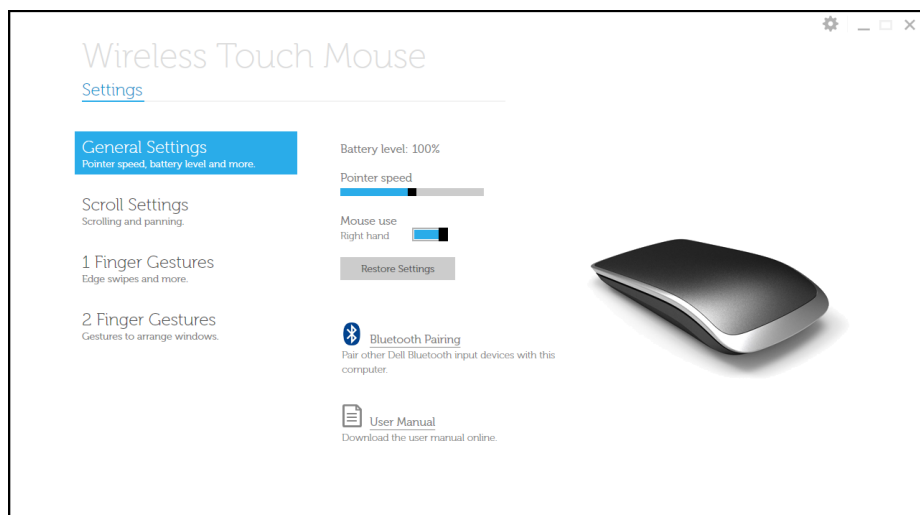 Wireless Touch Mouse
Settings
General Settings
Pointer speed, battery level and more.
Scroll Settings
Scrolling and panning.
1 Finger Gestures
Edge swipes and more.
2 Finger Gestures
Gestures to arrange windows.
Battery level: 100%
Pointer speed
Mouse use
Right hand
Restore Settings
Bluetooth Pairing
Pair other Dell Bluetooth input devices with this
computer.
User Manual
Download the user manual online.